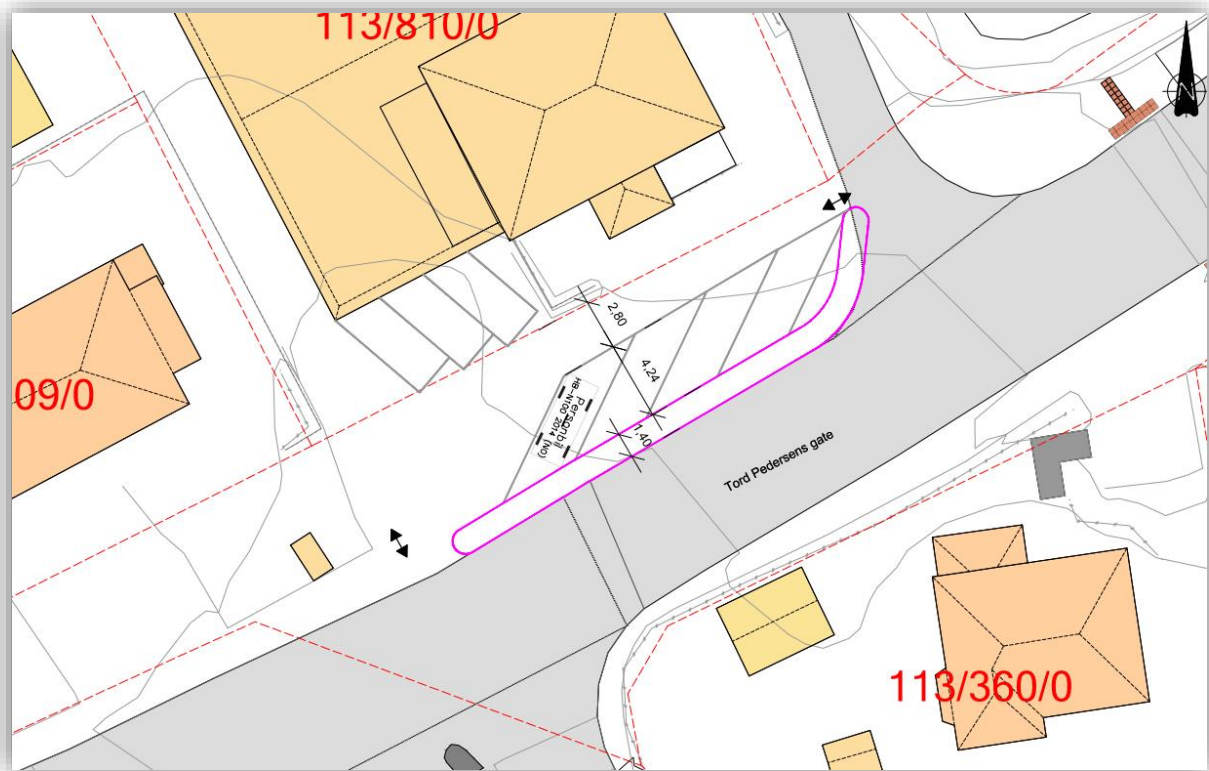 113/810/0
N
2,80
4,24
1,40
Personbil
HB-N100 2014 (NO)
09/0
Tord Pedersens gate
113/360/0